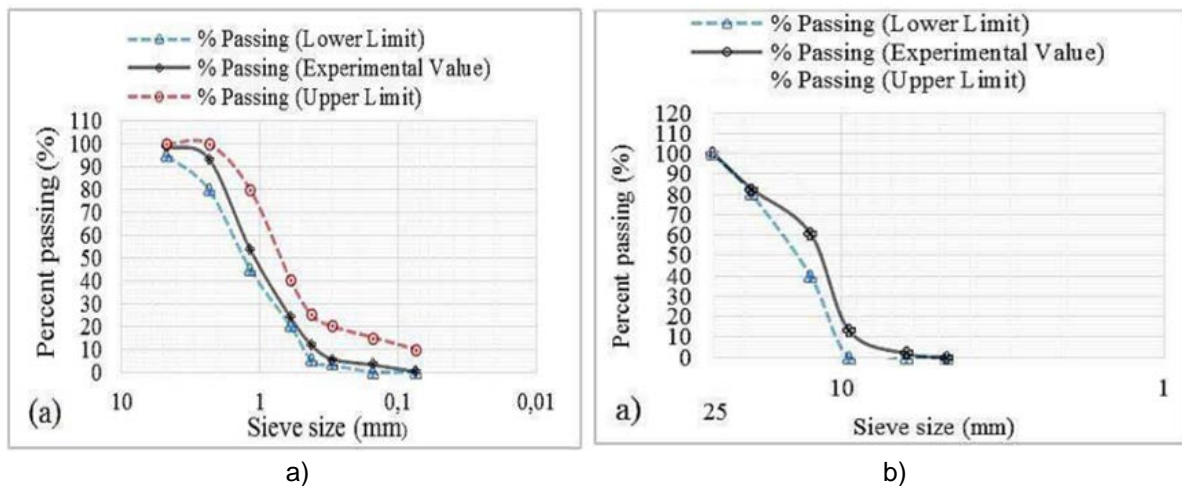 a)
% Passing (Lower Limit)
% Passing (Experimental Value)
% Passing (Upper Limit)
Percent passing (%)
110
100
90
80
70
60
50
40
30
20
10
0
10
1
0,1
0,01
(a)
Sieve size (mm)
a)
b)
% Passing (Lower Limit)
% Passing (Experimental Value)
% Passing (Upper Limit)
Percent passing (%)
120
110
100
90
80
70
60
50
40
30
20
10
0
10
1
a)
25
Sieve size (mm)
b)